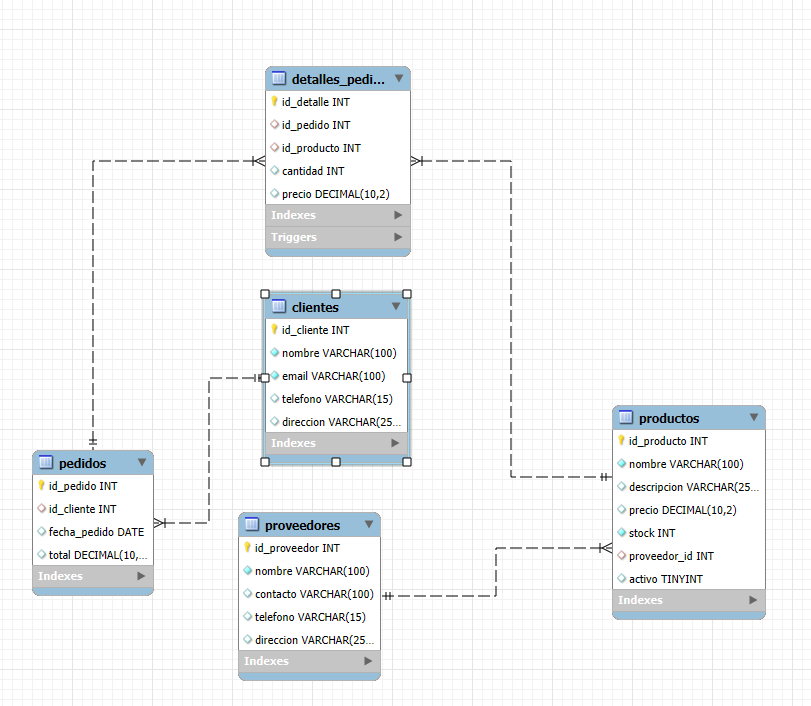 detalles_pedi...
id_detalle INT
id_pedido INT
id_producto INT
cantidad INT
precio DECIMAL(10,2)
Indexes
Triggers
clientes
id_cliente INT
nombre VARCHAR(100)
email VARCHAR(100)
telefono VARCHAR(15)
direccion VARCHAR(25...
Indexes
pedidos
id_pedido INT
id_cliente INT
fecha_pedido DATE
total DECIMAL(10,...
Indexes
proveedores
id_proveedor INT
nombre VARCHAR(100)
contacto VARCHAR(100)
telefono VARCHAR(15)
direccion VARCHAR(25...
Indexes
productos
id_producto INT
nombre VARCHAR(100)
descripcion VARCHAR(25...
precio DECIMAL(10,2)
stock INT
proveedor_id INT
activo TINYINT
Indexes